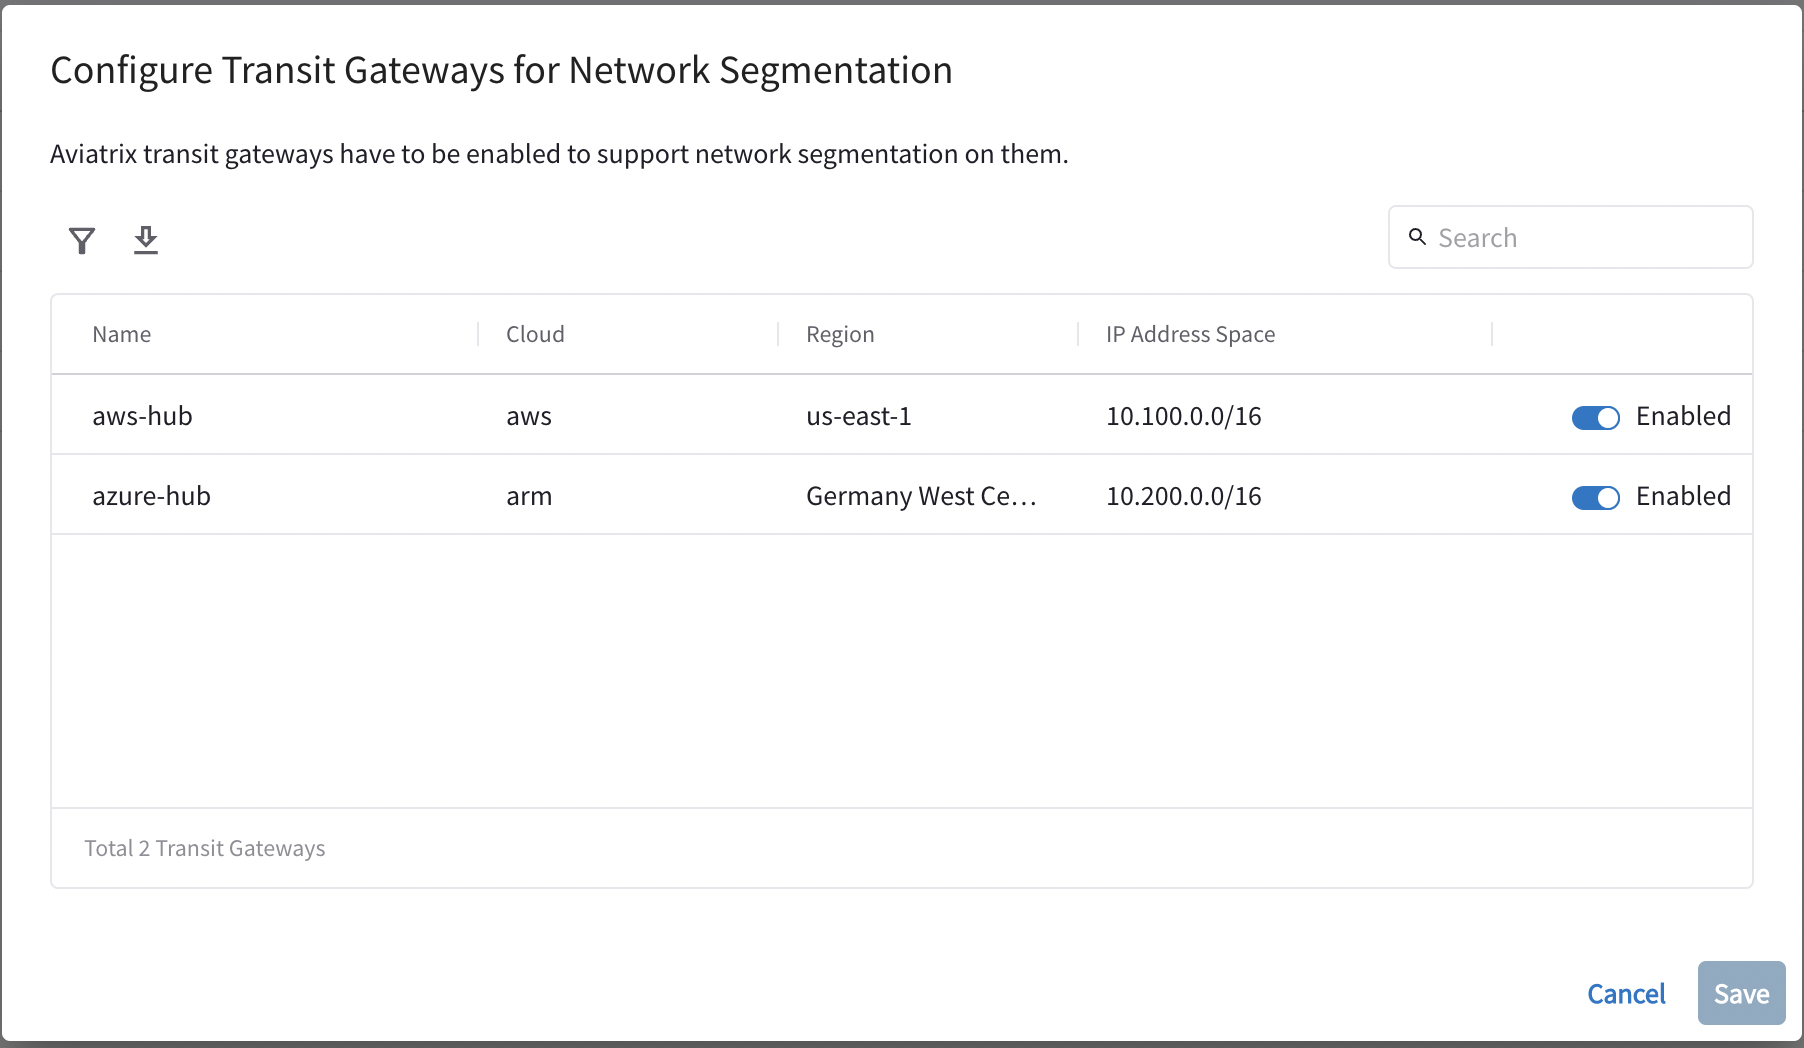 Configure Transit Gateways for Network Segmentation
Aviatrix transit gateways have to be enabled to support network segmentation on them.
Search
Name Cloud Region IP Address Space
aws-hub aws us-east-1 10.100.0.0/16 Enabled
azure-hub arm Germany West Ce... 10.200.0.0/16 Enabled
Total 2 Transit Gateways
Cancel Save